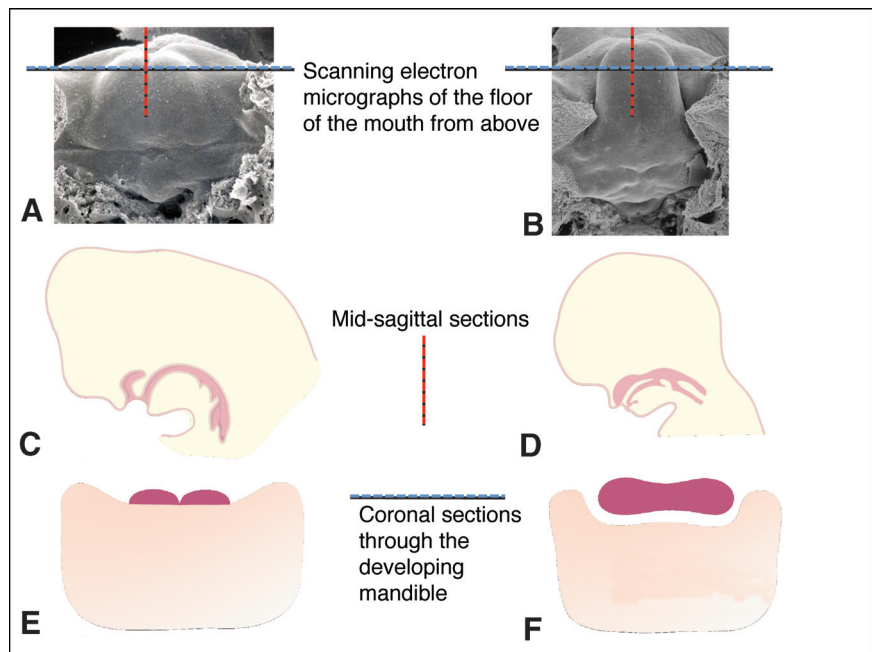 Scanning electron
micrographs of the floor
of the mouth from above
A
B
Mid-sagittal sections
C
D
Coronal sections
through the
developing
mandible
E
F